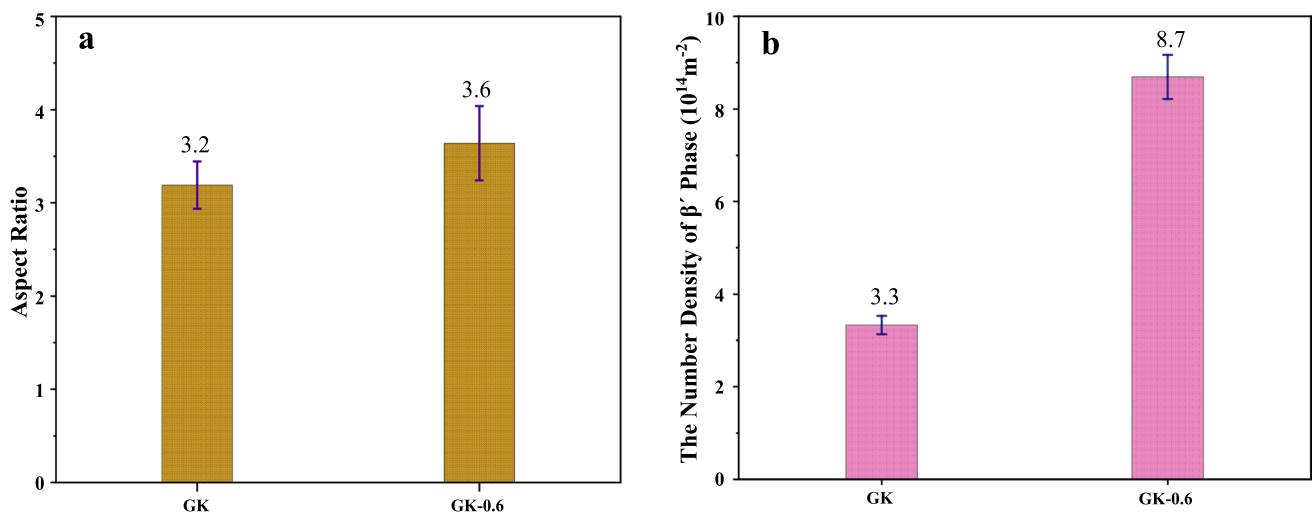 a
Aspect Ratio
5
4
3
2
1
0
3.2
3.6
GK
GK-0.6
b
The Number Density of β′ Phase (10¹⁴m⁻²)
10
8
6
4
2
0
3.3
8.7
GK
GK-0.6